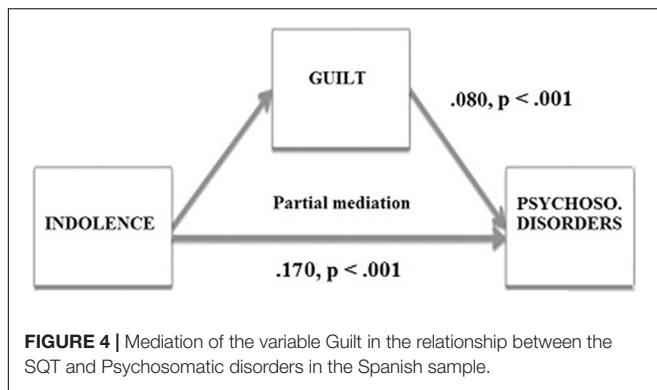 GUILT
.080, p < .001
INDOLENCE
Partial mediation
PSYCHOSO.
DISORDERS
.170, p < .001
FIGURE 4 | Mediation of the variable Guilt in the relationship between the
SQT and Psychosomatic disorders in the Spanish sample.